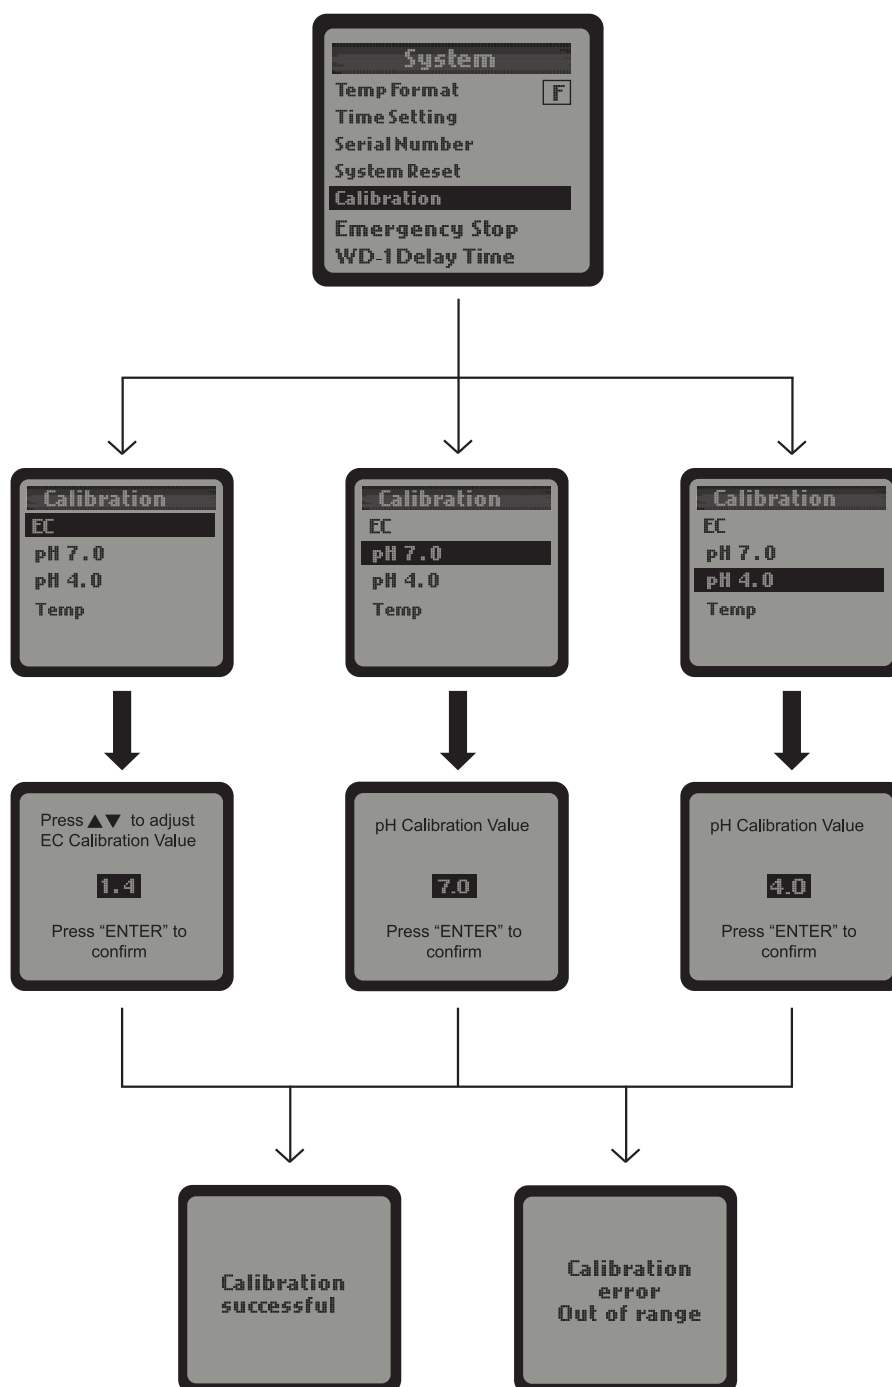 System
Temp Format F
Time Setting
Serial Number
System Reset
Calibration
Emergency Stop
WD-1 Delay Time
Calibration
EC
pH 7.0
pH 4.0
Temp
Calibration
EC
pH 7.0
pH 4.0
Temp
Calibration
EC
pH 7.0
pH 4.0
Temp
Press ▲▼ to adjust
EC Calibration Value
1.4
Press “ENTER” to
confirm
pH Calibration Value
7.0
Press “ENTER” to
confirm
pH Calibration Value
4.0
Press “ENTER” to
confirm
Calibration
successful
Calibration
error
Out of range